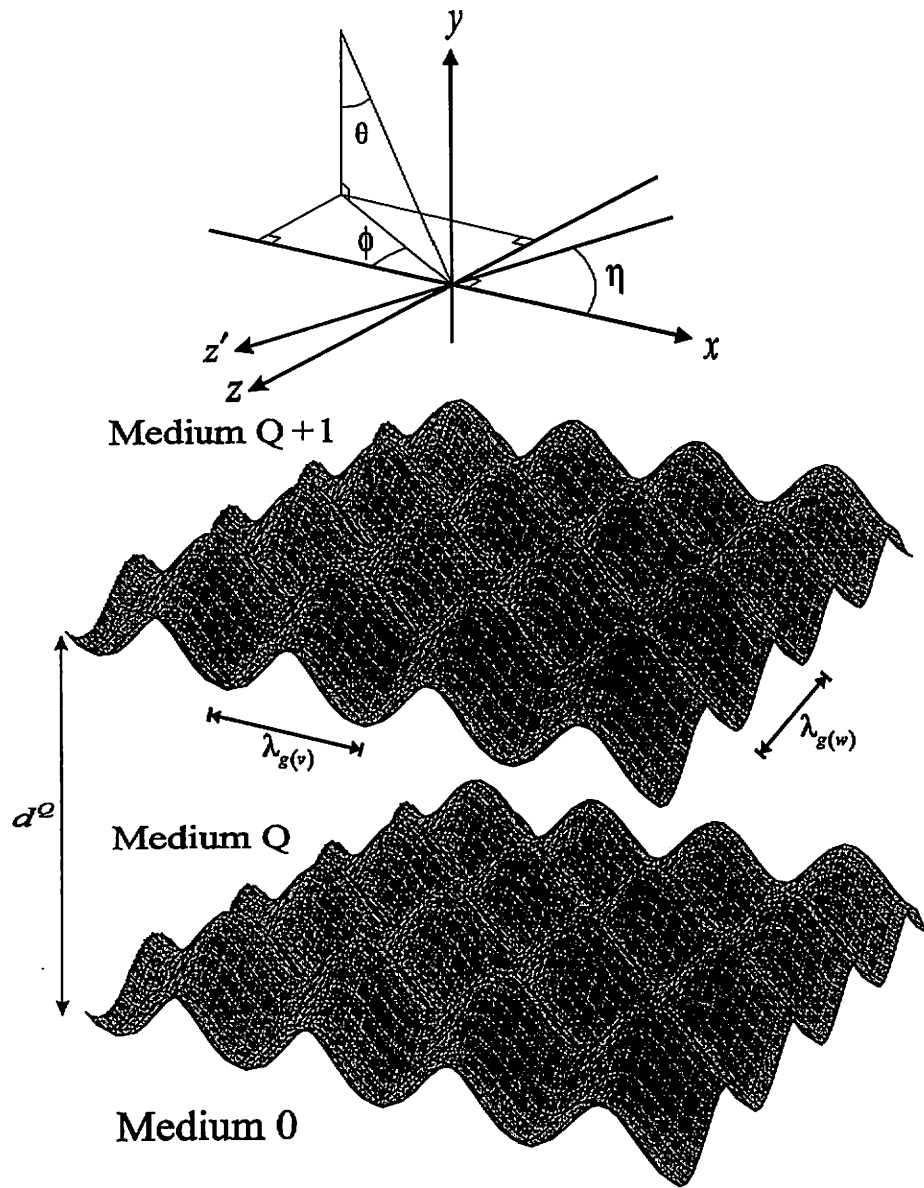 y
θ
ϕ
η
z′
x
z
Medium Q+1
λg(v)
λg(w)
dQ
Medium Q
Medium 0